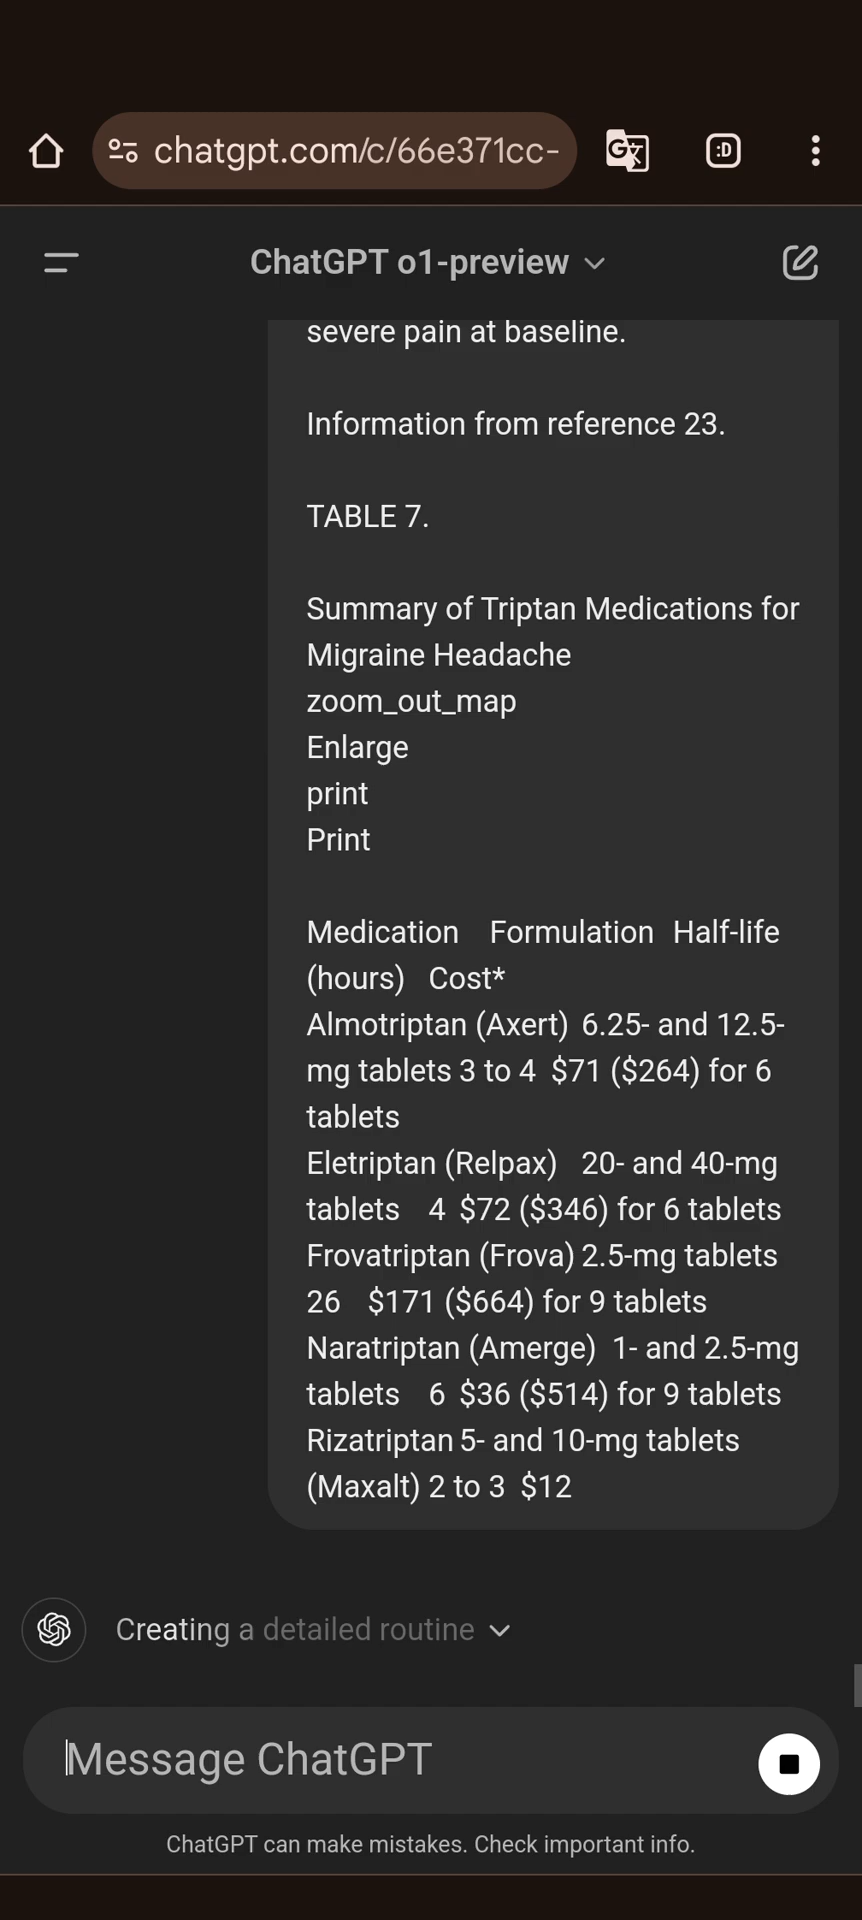 chatgpt.com/c/66e371cc-
:D
ChatGPT o1-preview
severe pain at baseline.
Information from reference 23.
TABLE 7.
Summary of Triptan Medications for
Migraine Headache
zoom_out_map
Enlarge
print
Print
Medication Formulation Half-life
(hours) Cost*
Almotriptan (Axert) 6.25- and 12.5-
mg tablets 3 to 4 $71 ($264) for 6
tablets
Eletriptan (Relpax) 20- and 40-mg
tablets 4 $72 ($346) for 6 tablets
Frovatriptan (Frova) 2.5-mg tablets
26 $171 ($664) for 9 tablets
Naratriptan (Amerge) 1- and 2.5-mg
tablets 6 $36 ($514) for 9 tablets
Rizatriptan 5- and 10-mg tablets
(Maxalt) 2 to 3 $12
Creating a detailed routine
Message ChatGPT
ChatGPT can make mistakes. Check important info.